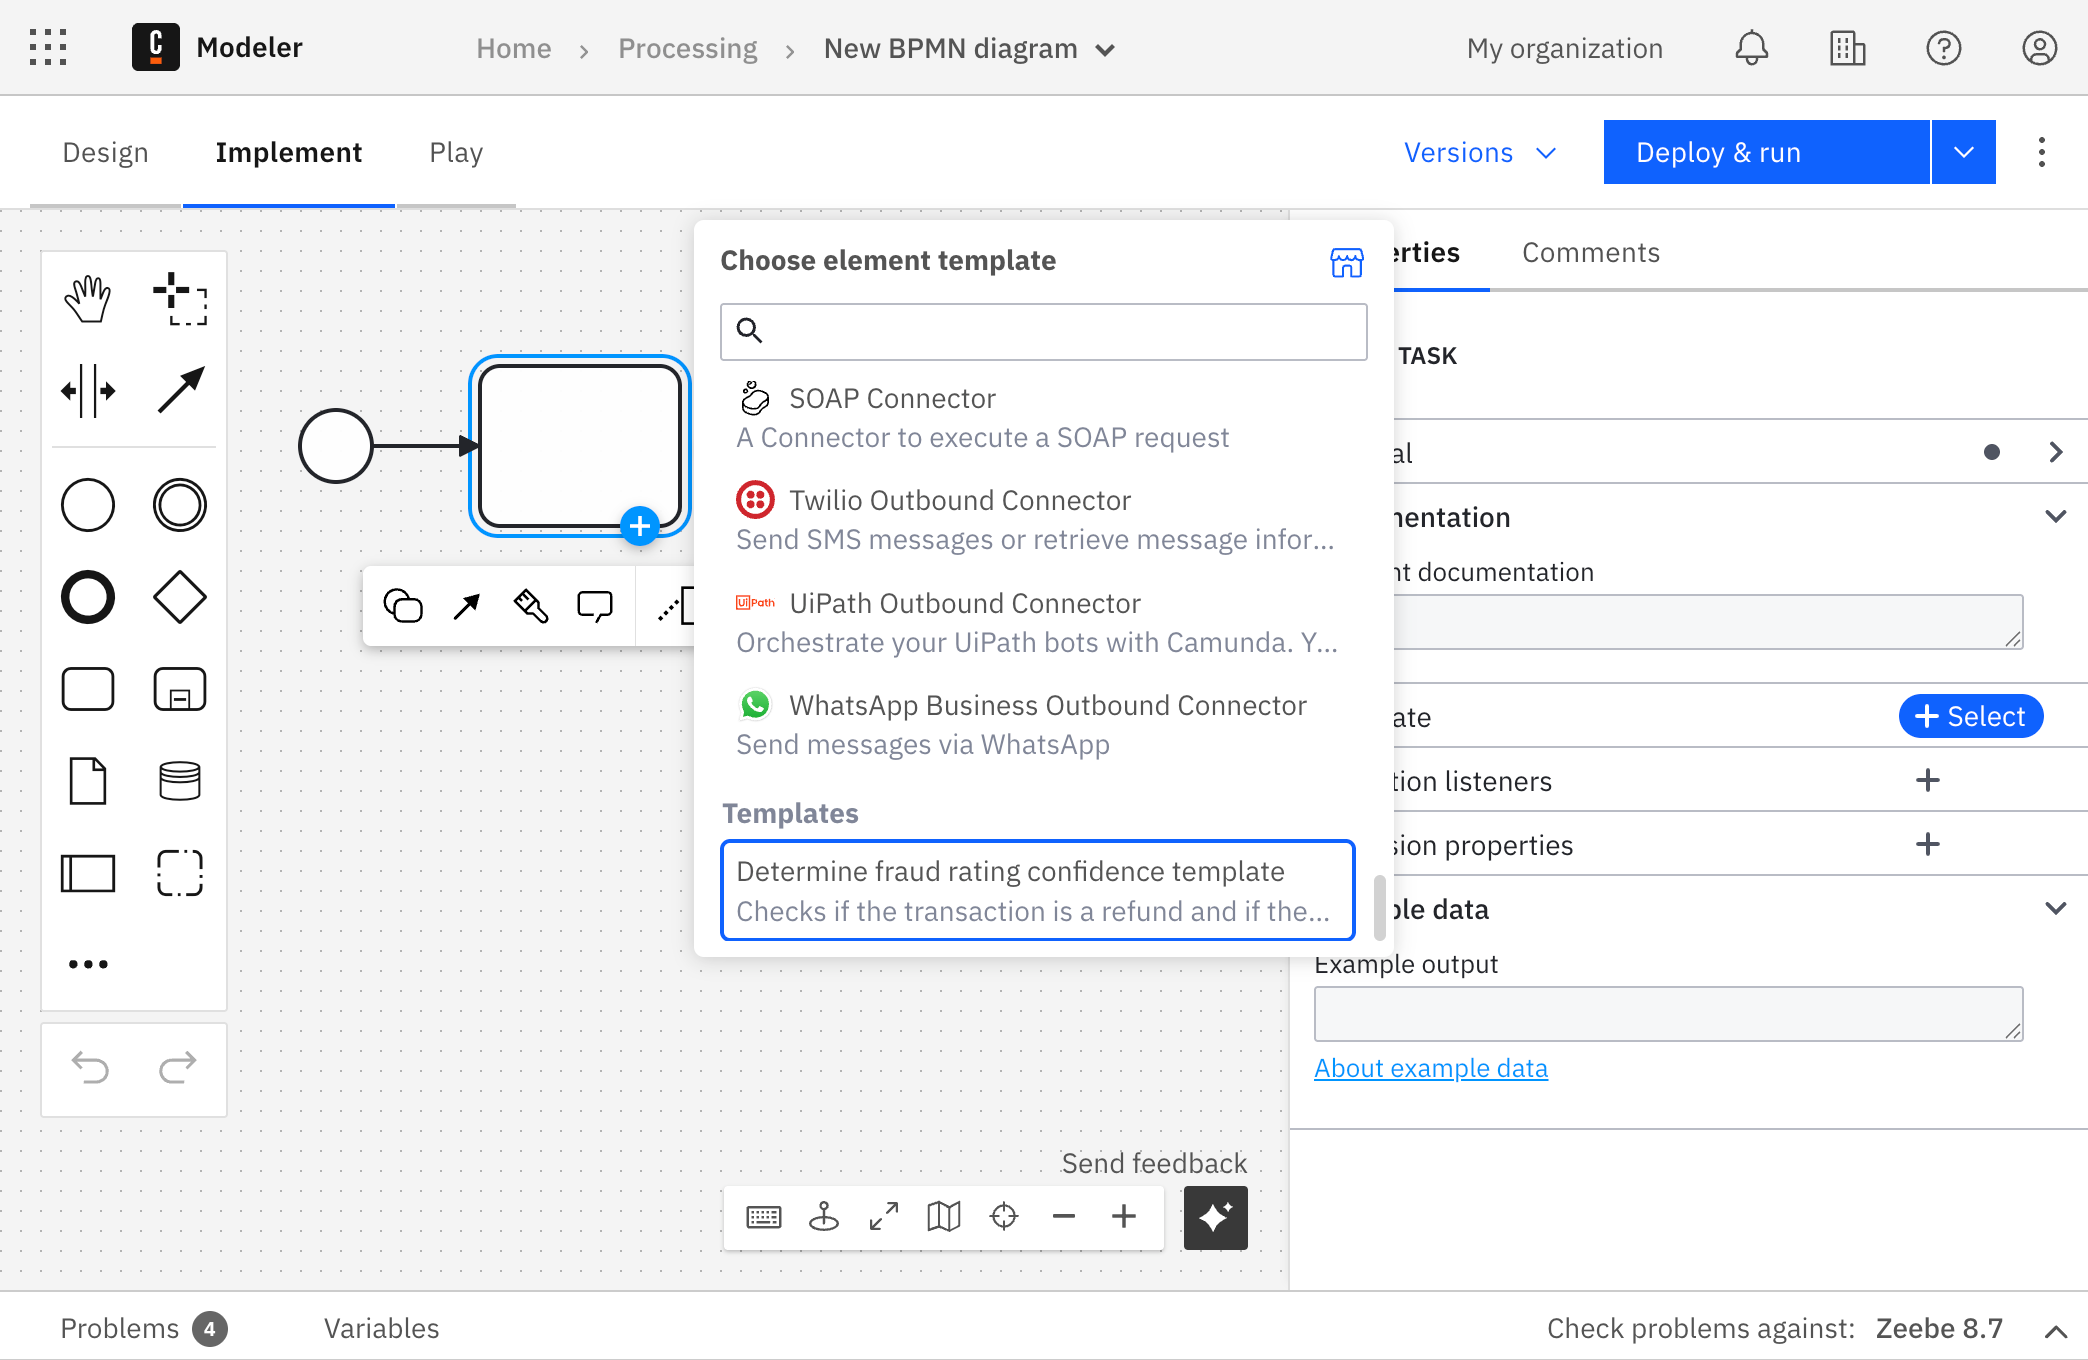 Modeler
Home > Processing > New BPMN diagram
My organization
Design
Implement
Play
Versions
Deploy & run
Choose element template
SOAP Connector
A Connector to execute a SOAP request
Twilio Outbound Connector
Send SMS messages or retrieve message infor...
UiPath
UiPath Outbound Connector
Orchestrate your UiPath bots with Camunda. Y...
WhatsApp Business Outbound Connector
Send messages via WhatsApp
Templates
Determine fraud rating confidence template
Checks if the transaction is a refund and if the...
erties
Comments
TASK
al
nentation
nt documentation
ate
Select
tion listeners
sion properties
ole data
Example output
About example data
Send feedback
Problems 4
Variables
Check problems against: Zeebe 8.7